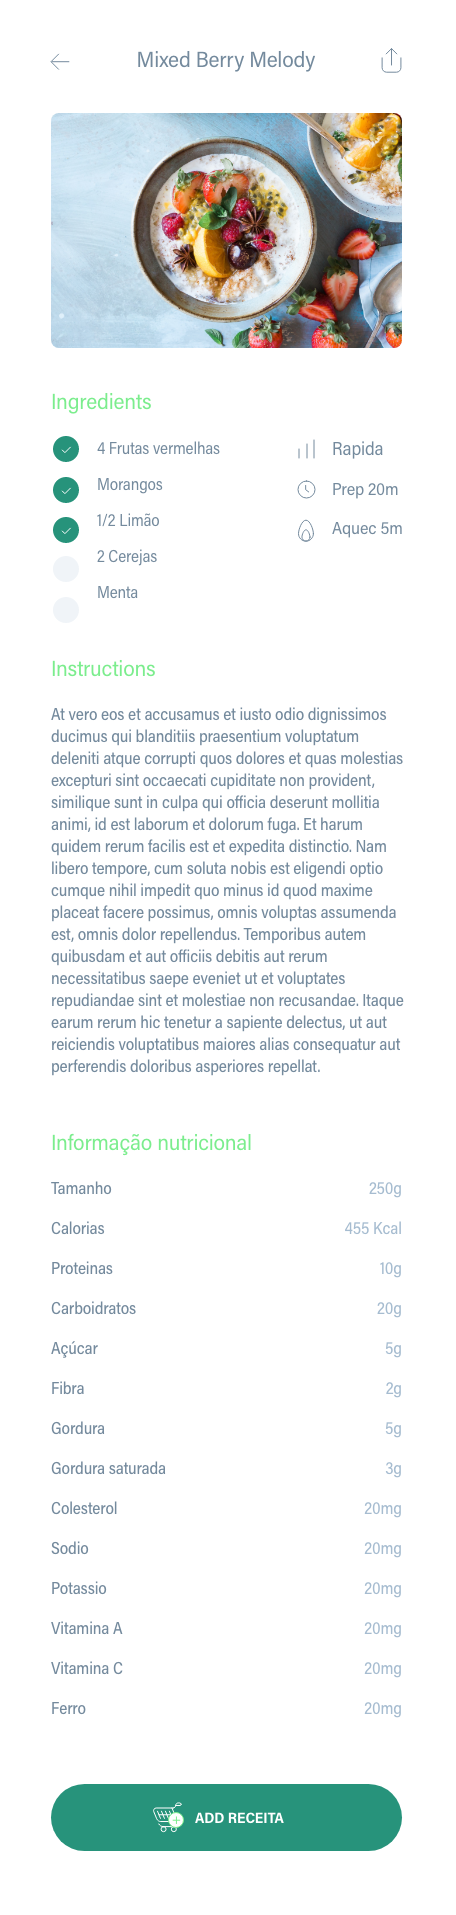 Mixed Berry Melody
Ingredients
4 Frutas vermelhas
Morangos
1/2 Limão
2 Cerejas
Menta
Rapida
Prep 20m
Aquec 5m
Instructions
At vero eos et accusamus et iusto odio dignissimos
ducimus qui blanditiis praesentium voluptatum
deleniti atque corrupti quos dolores et quas molestias
excepturi sint occaecati cupiditate non provident,
similique sunt in culpa qui officia deserunt mollitia
animi, id est laborum et dolorum fuga. Et harum
quidem rerum facilis est et expedita distinctio. Nam
libero tempore, cum soluta nobis est eligendi optio
cumque nihil impedit quo minus id quod maxime
placeat facere possimus, omnis voluptas assumenda
est, omnis dolor repellendus. Temporibus autem
quibusdam et aut officiis debitis aut rerum
necessitatibus saepe eveniet ut et voluptates
repudiandae sint et molestiae non recusandae. Itaque
earum rerum hic tenetur a sapiente delectus, ut aut
reiciendis voluptatibus maiores alias consequatur aut
perferendis doloribus asperiores repellat.
Informação nutricional
Tamanho 250g
Calorias 455 Kcal
Proteinas 10g
Carboidratos 20g
Açúcar 5g
Fibra 2g
Gordura 5g
Gordura saturada 3g
Colesterol 20mg
Sodio 20mg
Potassio 20mg
Vitamina A 20mg
Vitamina C 20mg
Ferro 20mg
ADD RECEITA